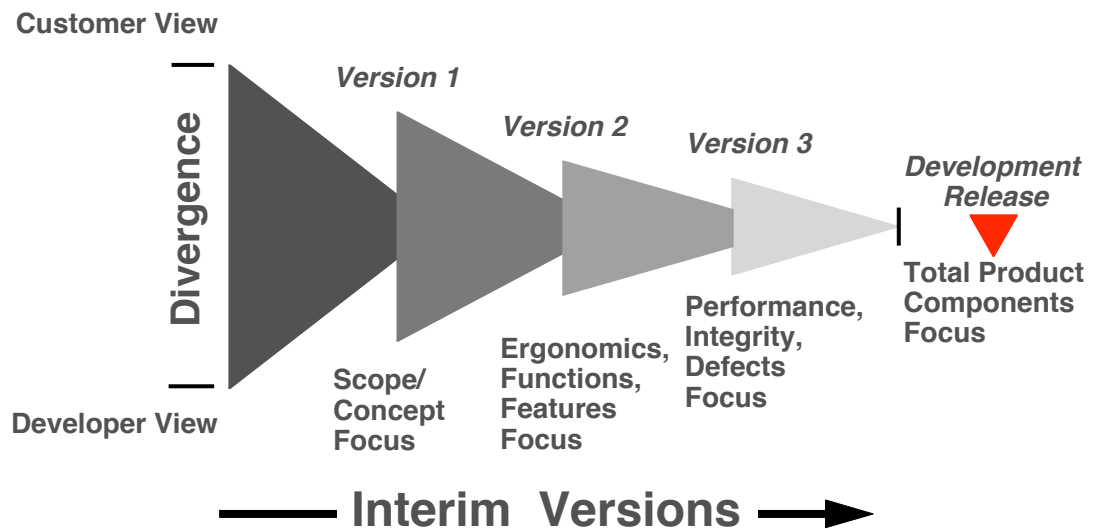 Customer View
Divergence
Developer View
Version 1
Scope/
Concept
Focus
Version 2
Ergonomics,
Functions,
Features
Focus
Version 3
Performance,
Integrity,
Defects
Focus
Development
Release
Total Product
Components
Focus
Interim Versions